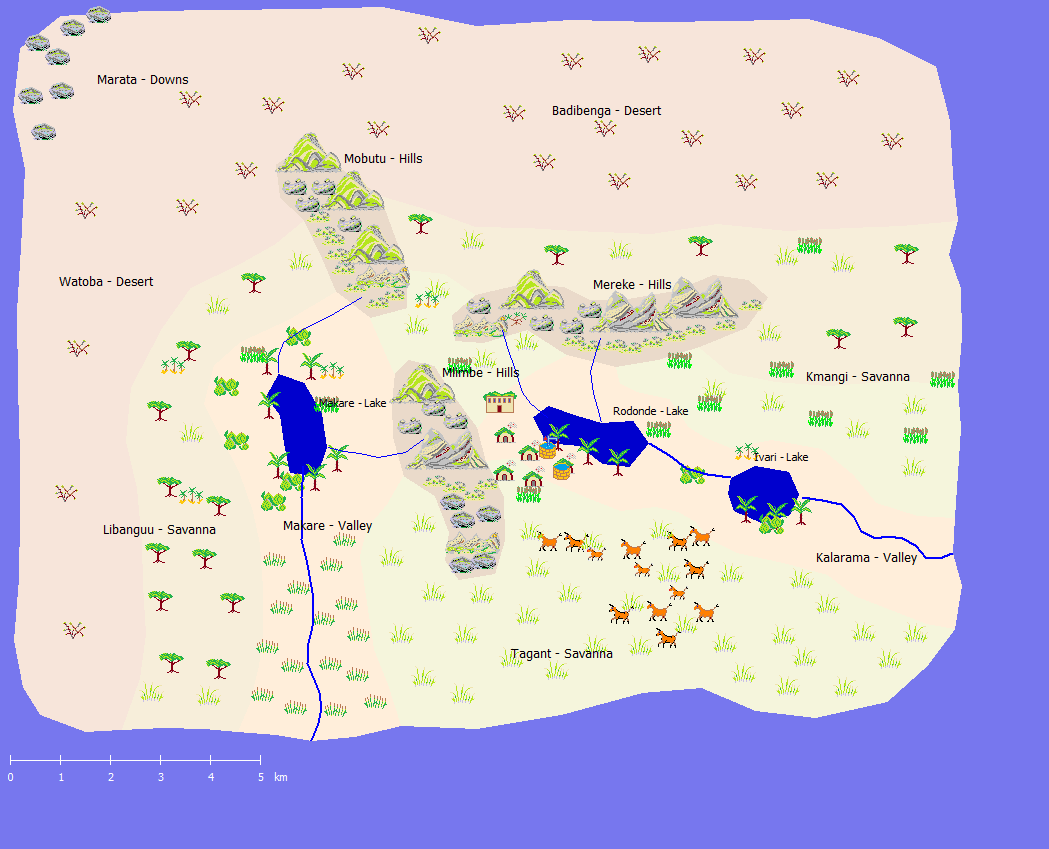 Marata - Downs
Badibenga - Desert
Mobutu - Hills
Watoba - Desert
Mereke - Hills
Mlimbe - Hills
Kmangi - Savanna
Makare - Lake
Rodonde - Lake
Ivari - Lake
Libanguu - Savanna
Makare - Valley
Kalarama - Valley
Tagant - Savanna
0 1 2 3 4 5 km